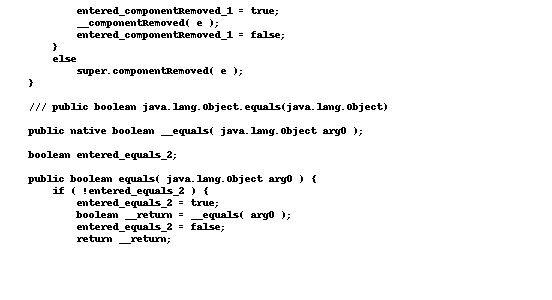 entered_componentRemoved_1 = true;
__componentRemoved( e );
entered_componentRemoved_1 = false;
}
else
super.componentRemoved( e );
}
/// public boolean java.lang.Object.equals(java.lang.Object)
public native boolean __equals( java.lang.Object arg0 );
boolean entered_equals_2;
public boolean equals( java.lang.Object arg0 ) {
if ( !entered_equals_2 ) {
entered_equals_2 = true;
boolean __return = __equals( arg0 );
entered_equals_2 = false;
return __return;